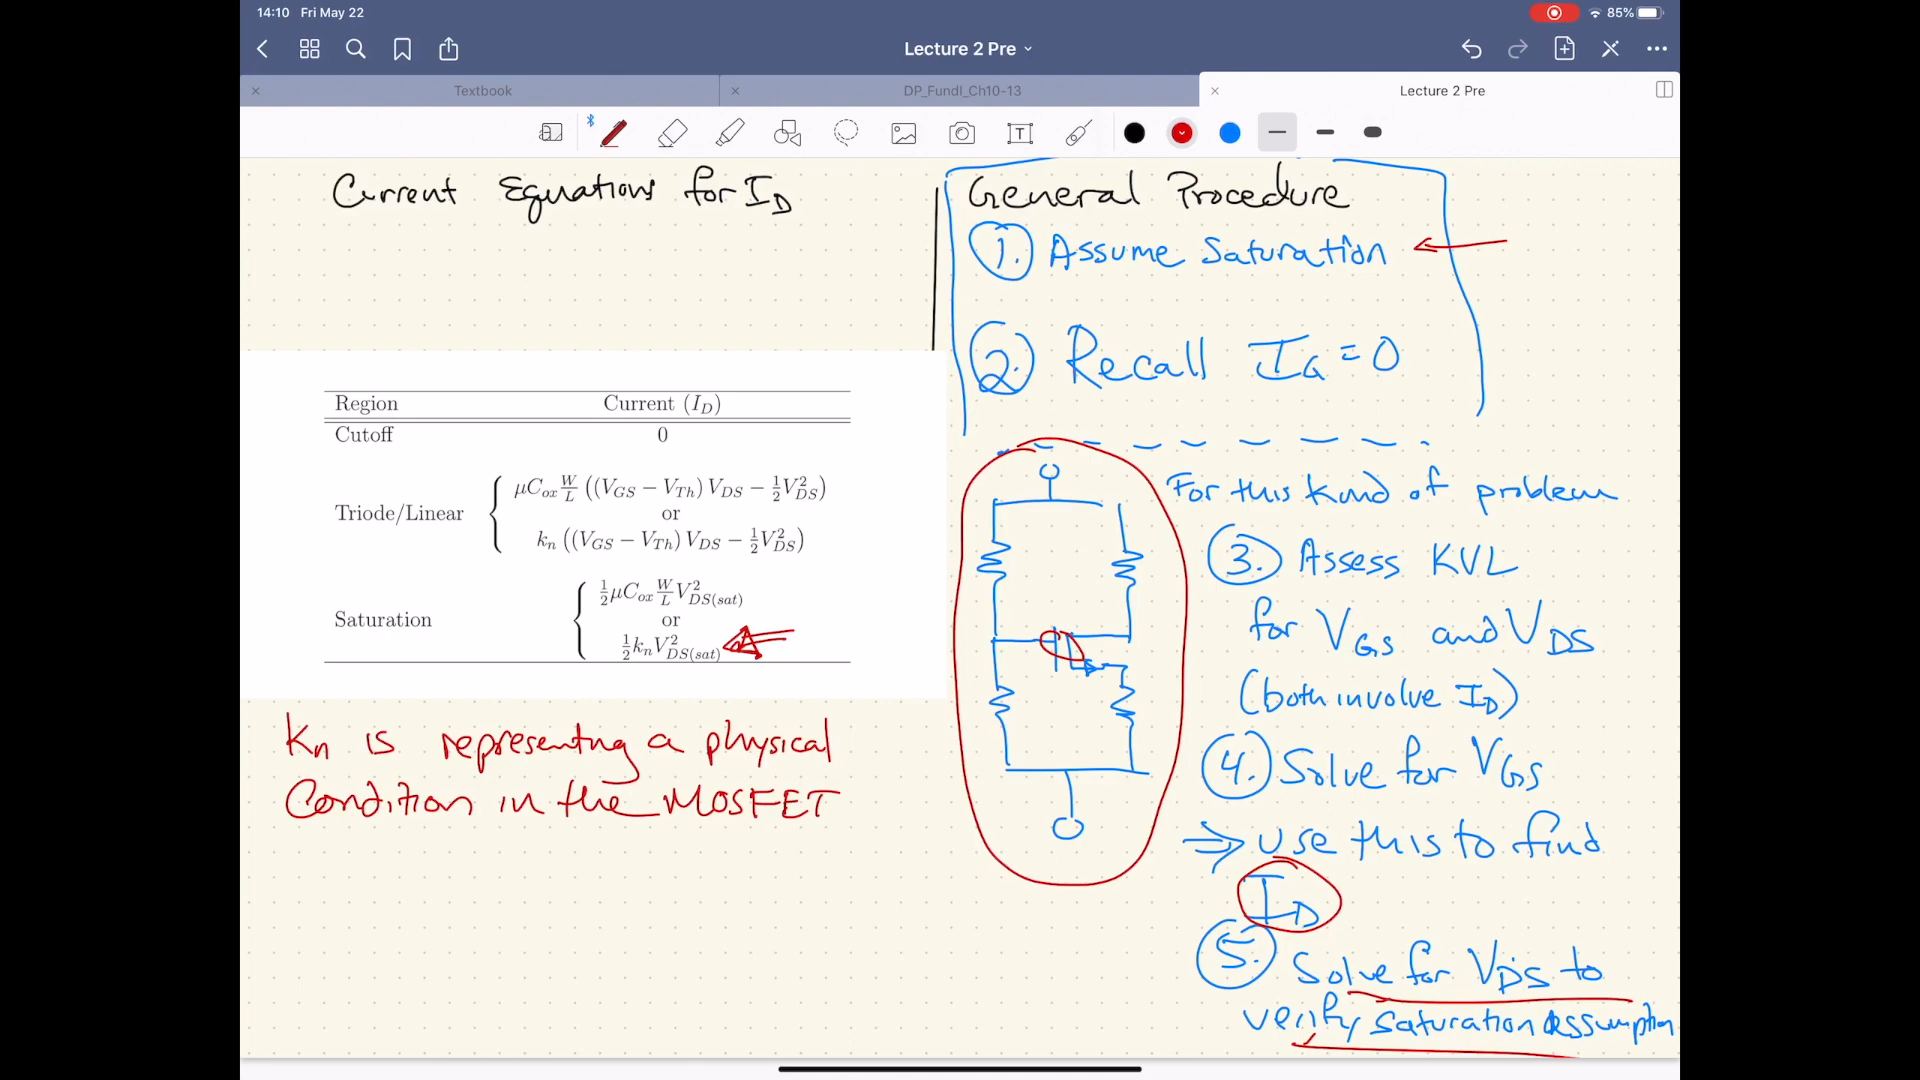 14:10 Fri May 22
85%
Lecture 2 Pre
Textbook
DP_FundI_Ch10-13
Lecture 2 Pre
T
Current Equations for I_D
Region Current (I_D)
Cutoff 0
Triode/Linear
μC_ox W/L ((V_GS − V_Th) V_DS − ½V²_DS)
or
k_n ((V_GS − V_Th) V_DS − ½V²_DS)
Saturation
½μC_ox W/L V²_DS(sat)
or
½k_n V²_DS(sat)
Kn is representing a physical
Condition in the MOSFET
General Procedure
1. Assume Saturation
2. Recall I_G = 0
For this kind of problem
3. Assess KVL
for V_GS and V_DS
(both involve I_D)
4. Solve for V_GS
⇒ use this to find
I_D
5. Solve for V_DS to
verify saturation assumption